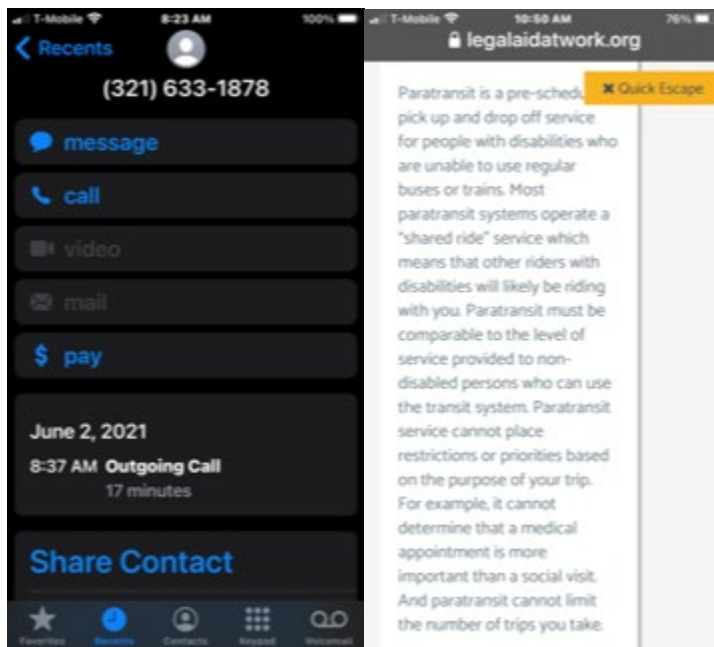 T-Mobile 8:23 AM 100%
Recents
(321) 633-1878
message
call
video
mail
$ pay
June 2, 2021
8:37 AM Outgoing Call
17 minutes
Share Contact
Favorites Recents Contacts Keypad Voicemail
T-Mobile 10:50 AM 76%
legalaidatwork.org
✖ Quick Escape
Paratransit is a pre-schedu
pick up and drop off service
for people with disabilities who
are unable to use regular
buses or trains. Most
paratransit systems operate a
"shared ride" service which
means that other riders with
disabilities will likely be riding
with you. Paratransit must be
comparable to the level of
service provided to non-
disabled persons who can use
the transit system. Paratransit
service cannot place
restrictions or priorities based
on the purpose of your trip.
For example, it cannot
determine that a medical
appointment is more
important than a social visit.
And paratransit cannot limit
the number of trips you take.